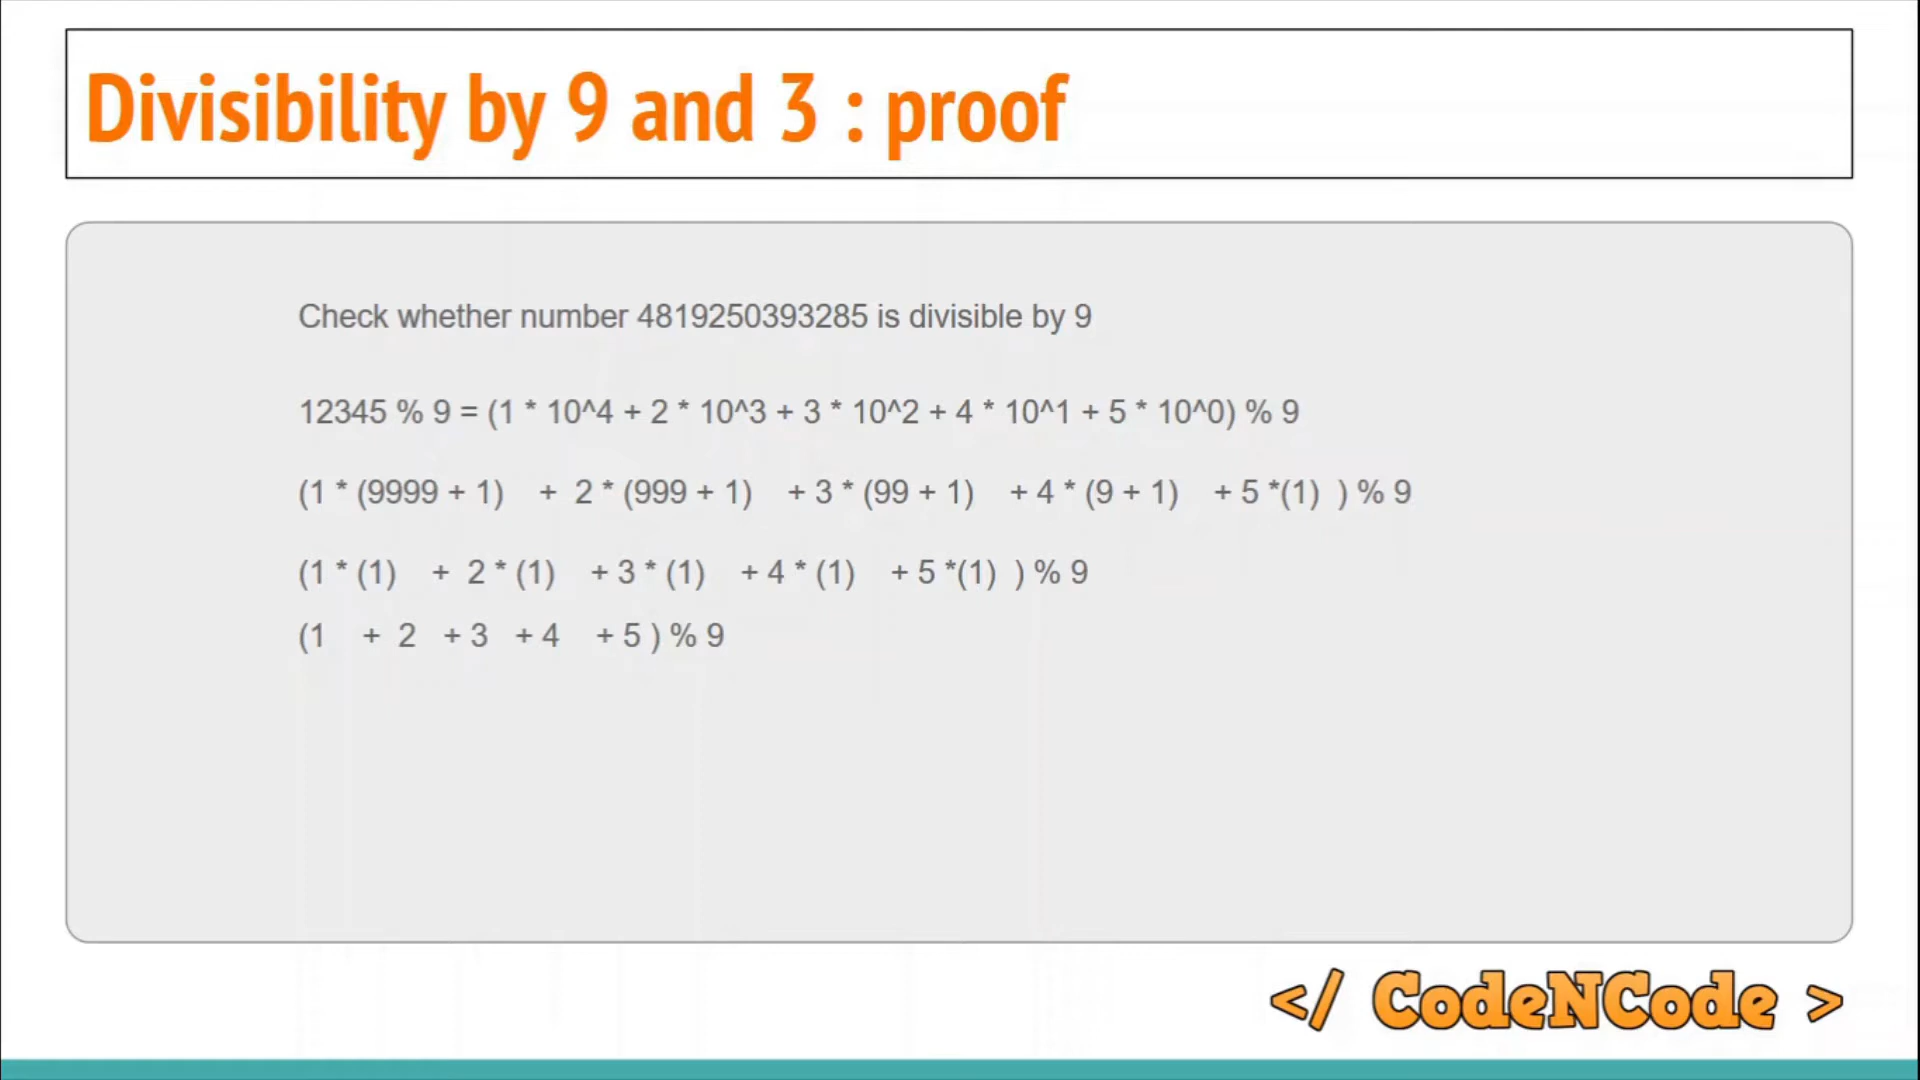 Divisibility by 9 and 3 : proof
Check whether number 4819250393285 is divisible by 9
12345 % 9 = (1 * 10^4 + 2 * 10^3 + 3 * 10^2 + 4 * 10^1 + 5 * 10^0) % 9
(1 * (9999 + 1) + 2 * (999 + 1) + 3 * (99 + 1) + 4 * (9 + 1) + 5 *(1) ) % 9
(1 * (1) + 2 * (1) + 3 * (1) + 4 * (1) + 5 *(1) ) % 9
(1 + 2 + 3 + 4 + 5 ) % 9
</ CodeNCode >